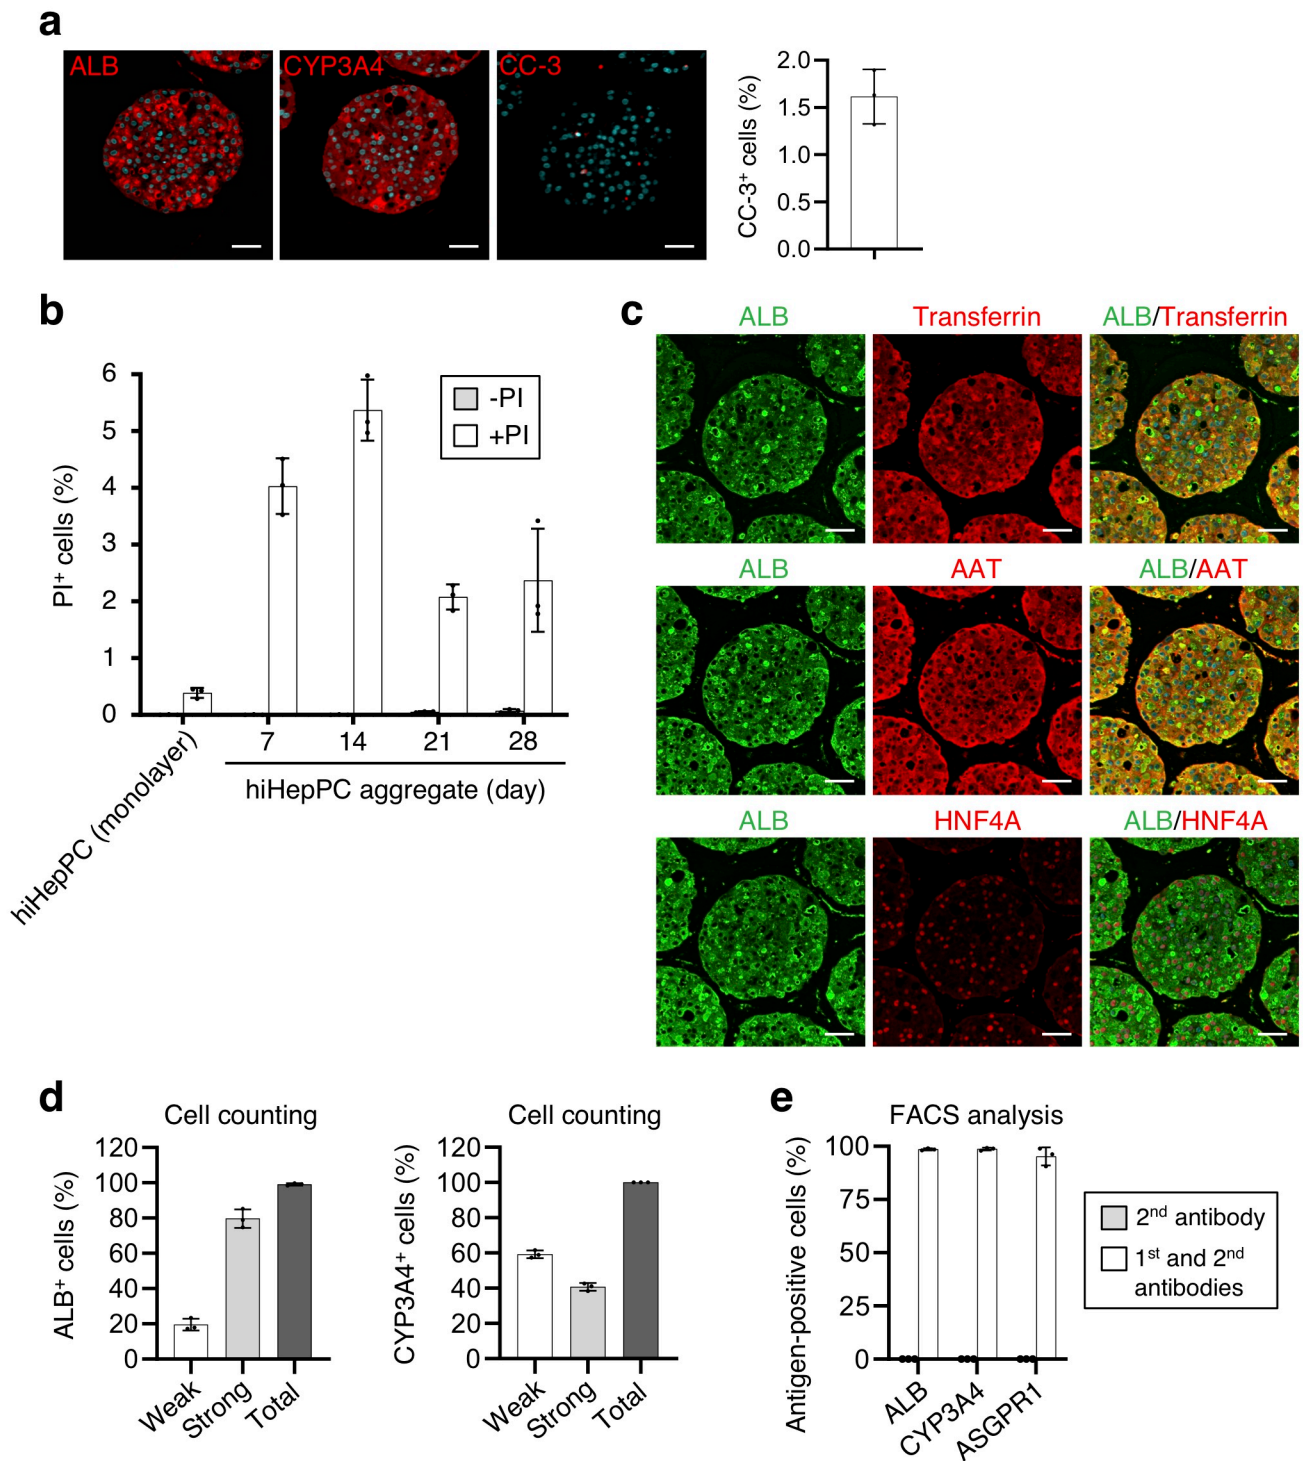 a
ALB
CYP3A4
CC-3
CC-3⁺ cells (%)
2.0
1.5
1.0
0.5
0.0
b
PI⁺ cells (%)
6
5
4
3
2
1
0
-PI
+PI
hiHepPC (monolayer)
7 14 21 28
hiHepPC aggregate (day)
c
ALB Transferrin ALB/Transferrin
ALB AAT ALB/AAT
ALB HNF4A ALB/HNF4A
d
Cell counting
ALB⁺ cells (%)
120
100
80
60
40
20
0
Weak Strong Total
Cell counting
CYP3A4⁺ cells (%)
120
100
80
60
40
20
0
Weak Strong Total
e
FACS analysis
Antigen-positive cells (%)
100
75
50
25
0
ALB CYP3A4 ASGPR1
2ⁿᵈ antibody
1ˢᵗ and 2ⁿᵈ
antibodies